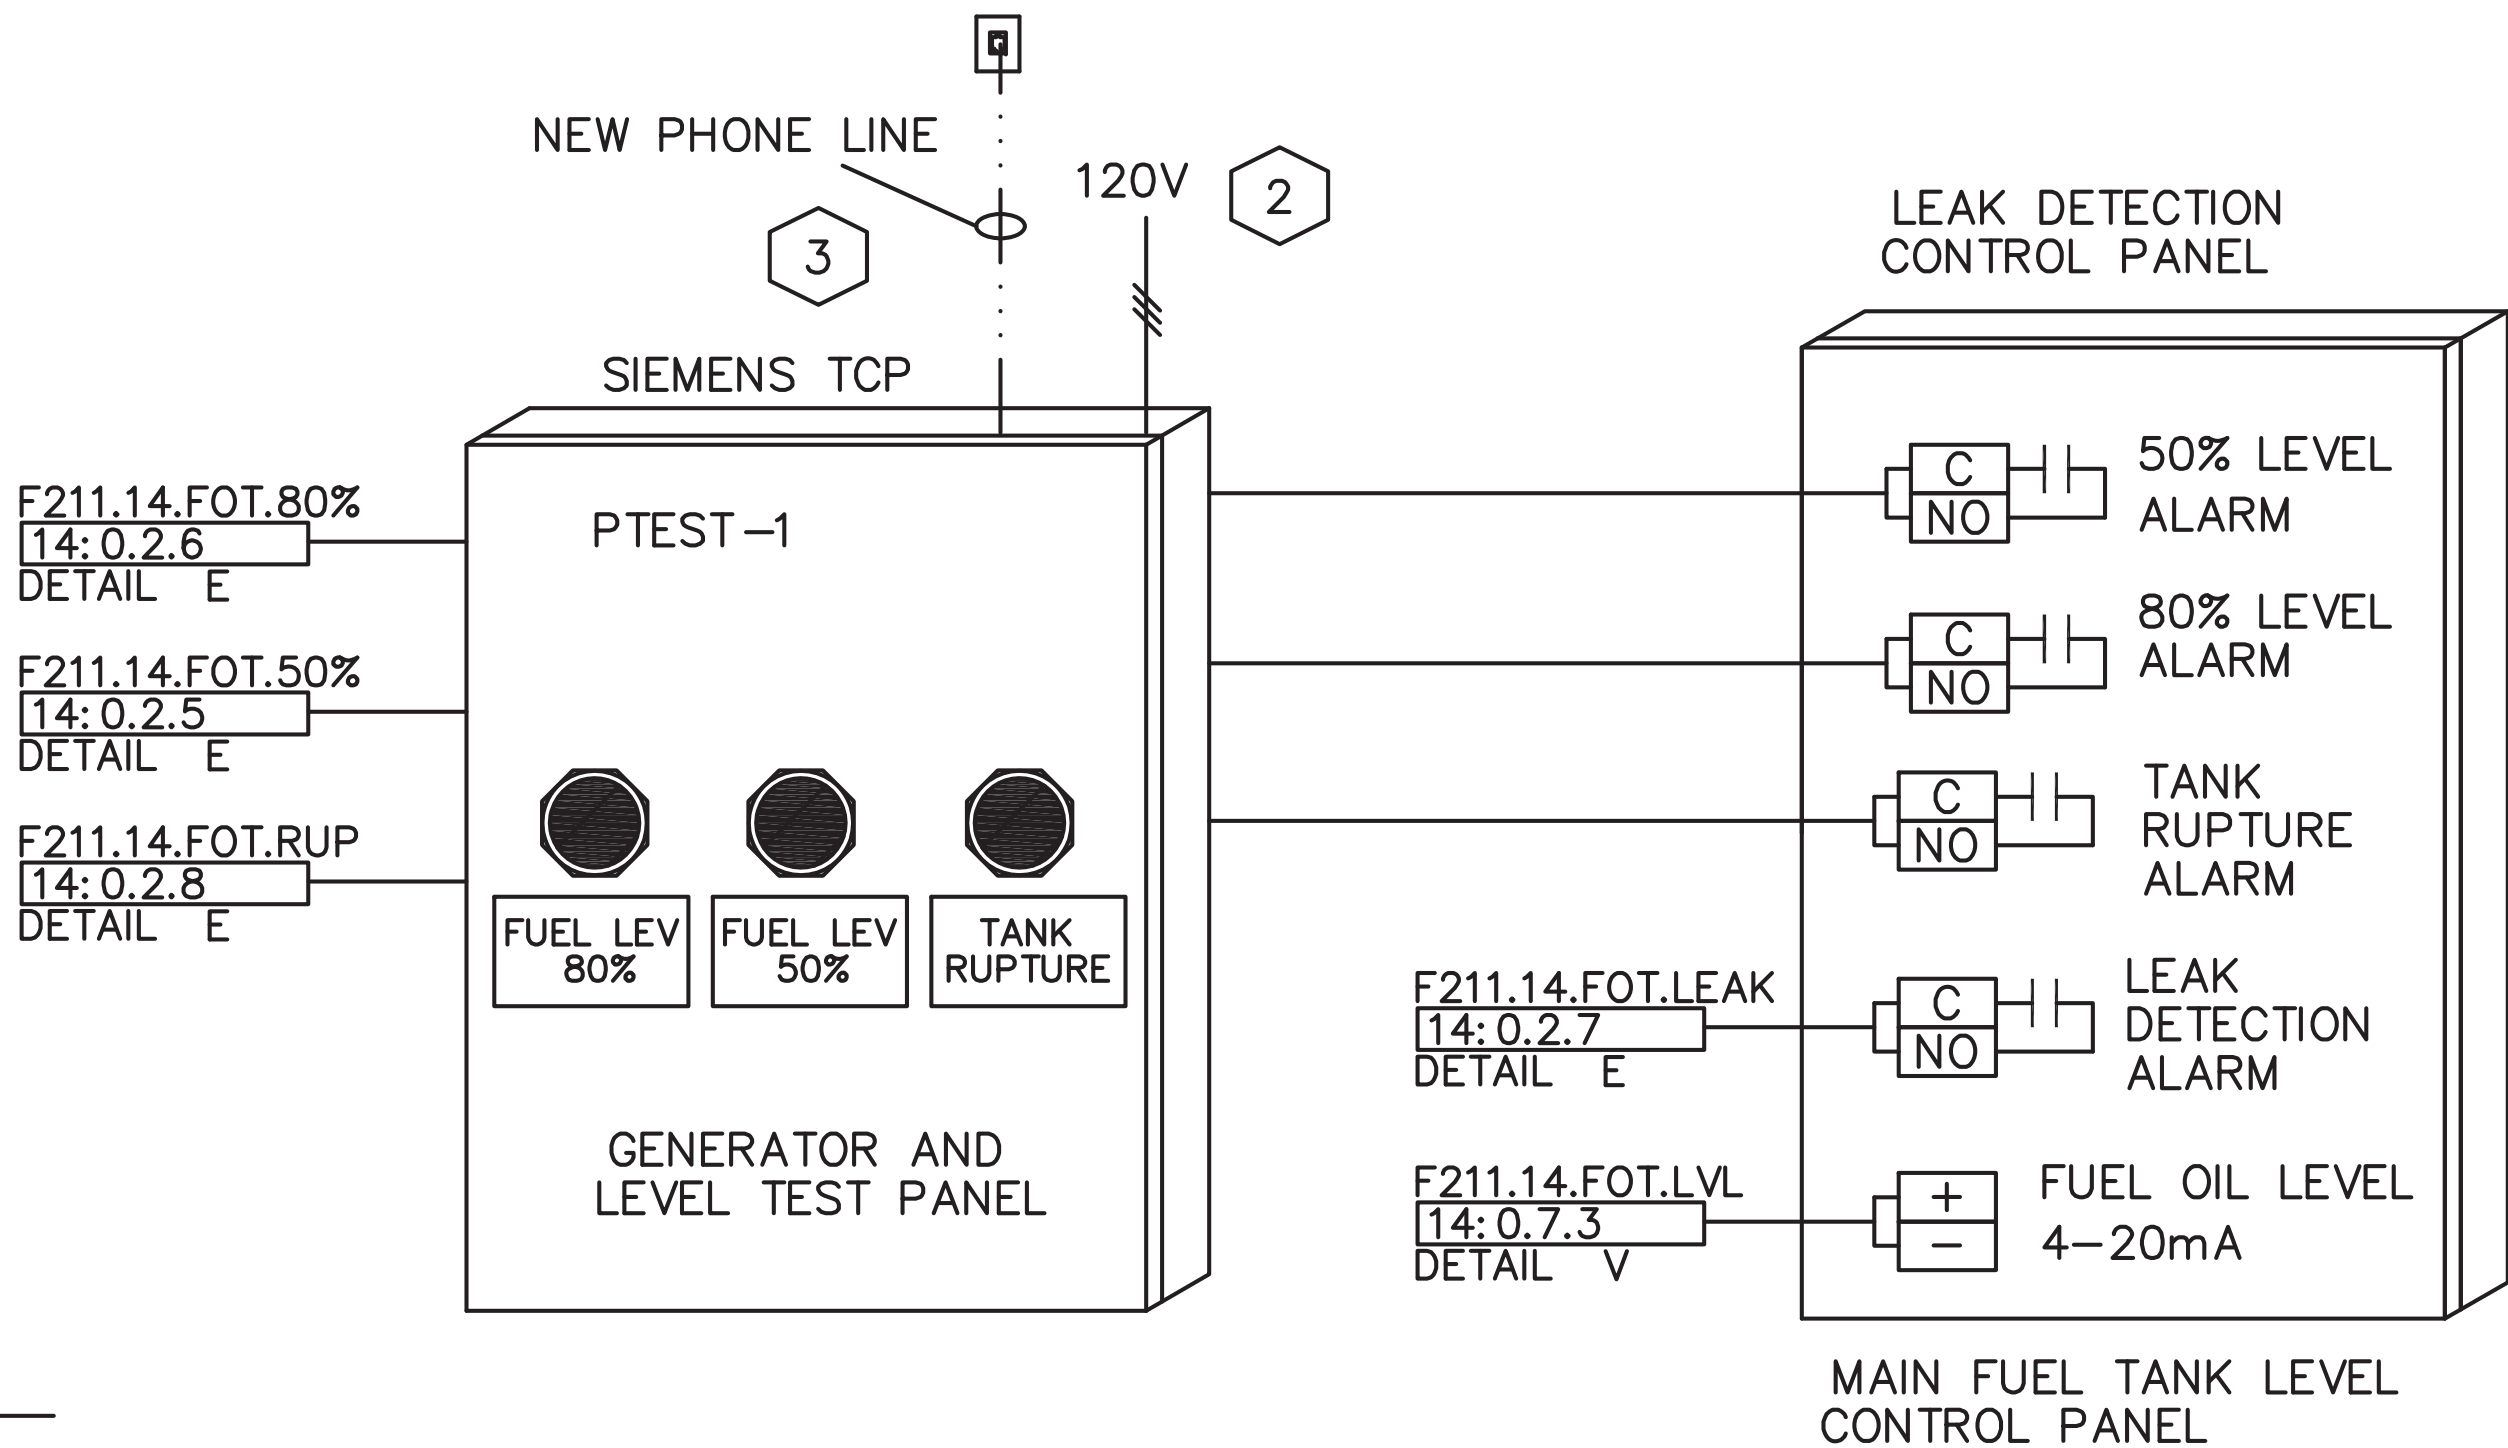 NEW PHONE LINE
120V
2
3
SIEMENS TCP
LEAK DETECTION
CONTROL PANEL
F211.14.FOT.80%
14:0.2.6
DETAIL E
F211.14.FOT.50%
14:0.2.5
DETAIL E
F211.14.FOT.RUP
14:0.2.8
DETAIL E
PTEST-1
FUEL LEV
80%
FUEL LEV
50%
TANK
RUPTURE
GENERATOR AND
LEVEL TEST PANEL
C
NO
50% LEVEL
ALARM
C
NO
80% LEVEL
ALARM
C
NO
TANK
RUPTURE
ALARM
F211.14.FOT.LEAK
14:0.2.7
DETAIL E
C
NO
LEAK
DETECTION
ALARM
F211.14.FOT.LVL
14:0.7.3
DETAIL V
+
-
FUEL OIL LEVEL
4-20mA
MAIN FUEL TANK LEVEL
CONTROL PANEL